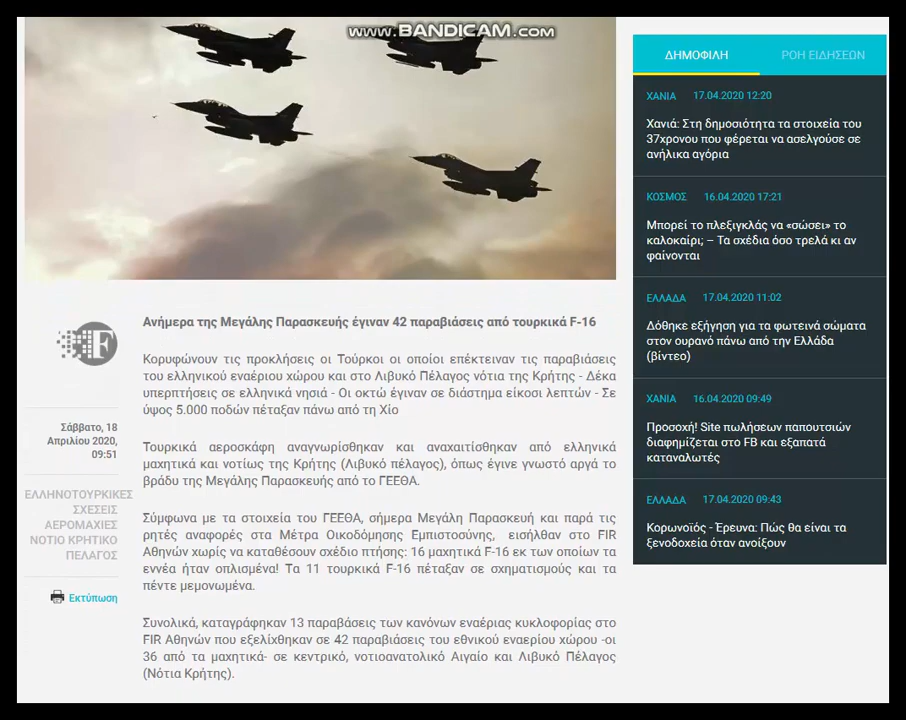 www.BANDICAM.com
Ανήμερα της Μεγάλης Παρασκευής έγιναν 42 παραβιάσεις από τουρκικά F-16
Κορυφώνουν τις προκλήσεις οι Τούρκοι οι οποίοι επέκτειναν τις παραβιάσεις
του ελληνικού εναέριου χώρου και στο Λιβυκό Πέλαγος νότια της Κρήτης - Δέκα
υπερπτήσεις σε ελληνικά νησιά - Οι οκτώ έγιναν σε διάστημα είκοσι λεπτών - Σε
ύψος 5.000 ποδών πέταξαν πάνω από τη Χίο
Τουρκικά αεροσκάφη αναγνωρίσθηκαν και αναχαιτίσθηκαν από ελληνικά
μαχητικά και νοτίως της Κρήτης (Λιβυκό πέλαγος), όπως έγινε γνωστό αργά το
βράδυ της Μεγάλης Παρασκευής από το ΓΕΕΘΑ.
Σύμφωνα με τα στοιχεία του ΓΕΕΘΑ, σήμερα Μεγάλη Παρασκευή και παρά τις
ρητές αναφορές στα Μέτρα Οικοδόμησης Εμπιστοσύνης, εισήλθαν στο FIR
Αθηνών χωρίς να καταθέσουν σχέδιο πτήσης: 16 μαχητικά F-16 εκ των οποίων τα
εννέα ήταν οπλισμένα! Τα 11 τουρκικά F-16 πέταξαν σε σχηματισμούς και τα
πέντε μεμονωμένα.
Συνολικά, καταγράφηκαν 13 παραβάσεις των κανόνων εναέριας κυκλοφορίας στο
FIR Αθηνών που εξελίχθηκαν σε 42 παραβιάσεις του εθνικού εναερίου χώρου -οι
36 από τα μαχητικά- σε κεντρικό, νοτιοανατολικό Αιγαίο και Λιβυκό Πέλαγος
(Νότια Κρήτης).
F
Σάββατο, 18
Απριλίου 2020,
09:51
ΕΛΛΗΝΟΤΟΥΡΚΙΚΕΣ
ΣΧΕΣΕΙΣ
ΑΕΡΟΜΑΧΙΕΣ
ΝΟΤΙΟ ΚΡΗΤΙΚΟ
ΠΕΛΑΓΟΣ
Εκτύπωση
ΔΗΜΟΦΙΛΗ ΡΟΗ ΕΙΔΗΣΕΩΝ
ΧΑΝΙΑ 17.04.2020 12:20
Χανιά: Στη δημοσιότητα τα στοιχεία του
37χρονου που φέρεται να ασελγούσε σε
ανήλικα αγόρια
ΚΟΣΜΟΣ 16.04.2020 17:21
Μπορεί το πλεξιγκλάς να «σώσει» το
καλοκαίρι; – Τα σχέδια όσο τρελά κι αν
φαίνονται
ΕΛΛΑΔΑ 17.04.2020 11:02
Δόθηκε εξήγηση για τα φωτεινά σώματα
στον ουρανό πάνω από την Ελλάδα
(βίντεο)
ΧΑΝΙΑ 16.04.2020 09:49
Προσοχή! Site πωλήσεων παπουτσιών
διαφημίζεται στο FB και εξαπατά
καταναλωτές
ΕΛΛΑΔΑ 17.04.2020 09:43
Κορωνοϊός - Έρευνα: Πώς θα είναι τα
ξενοδοχεία όταν ανοίξουν